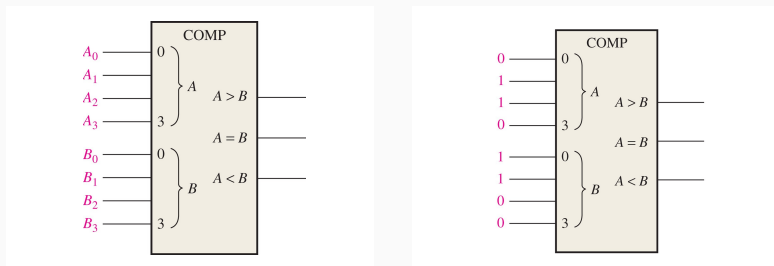 COMP
A₀ 0
A₁
A₂ A
A > B
A₃ 3
A = B
B₀ 0
B₁ A < B
B
B₂
B₃ 3
COMP
0 0
1
A
1 A > B
0 3
A = B
1 0
1 A < B
B
0
0 3